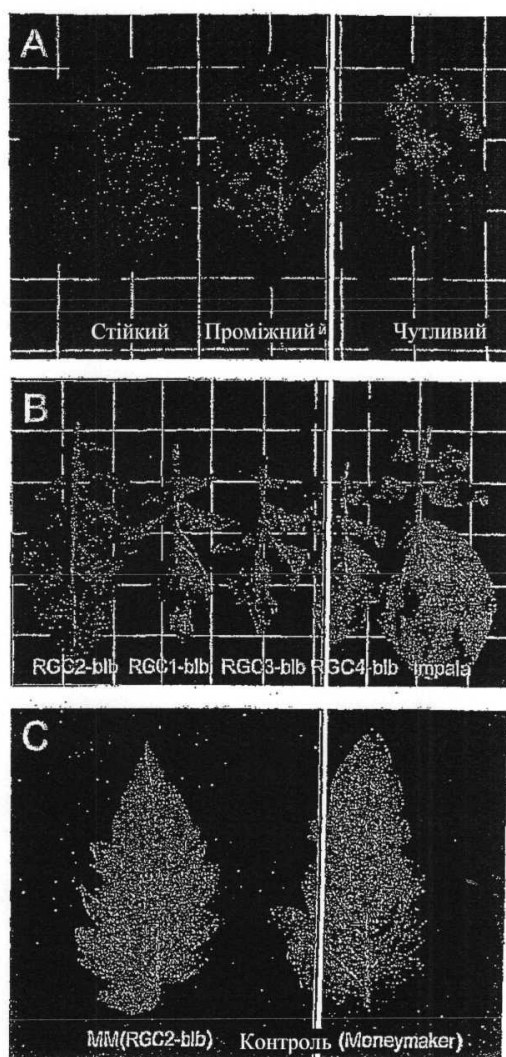 A
Стійкий Проміжний й Чутливий
B
RGC2-blb RGC1-blb RGC3-blb RGC4-blb Impala
C
MM(RGC2-blb) Контроль (Moneymaker)